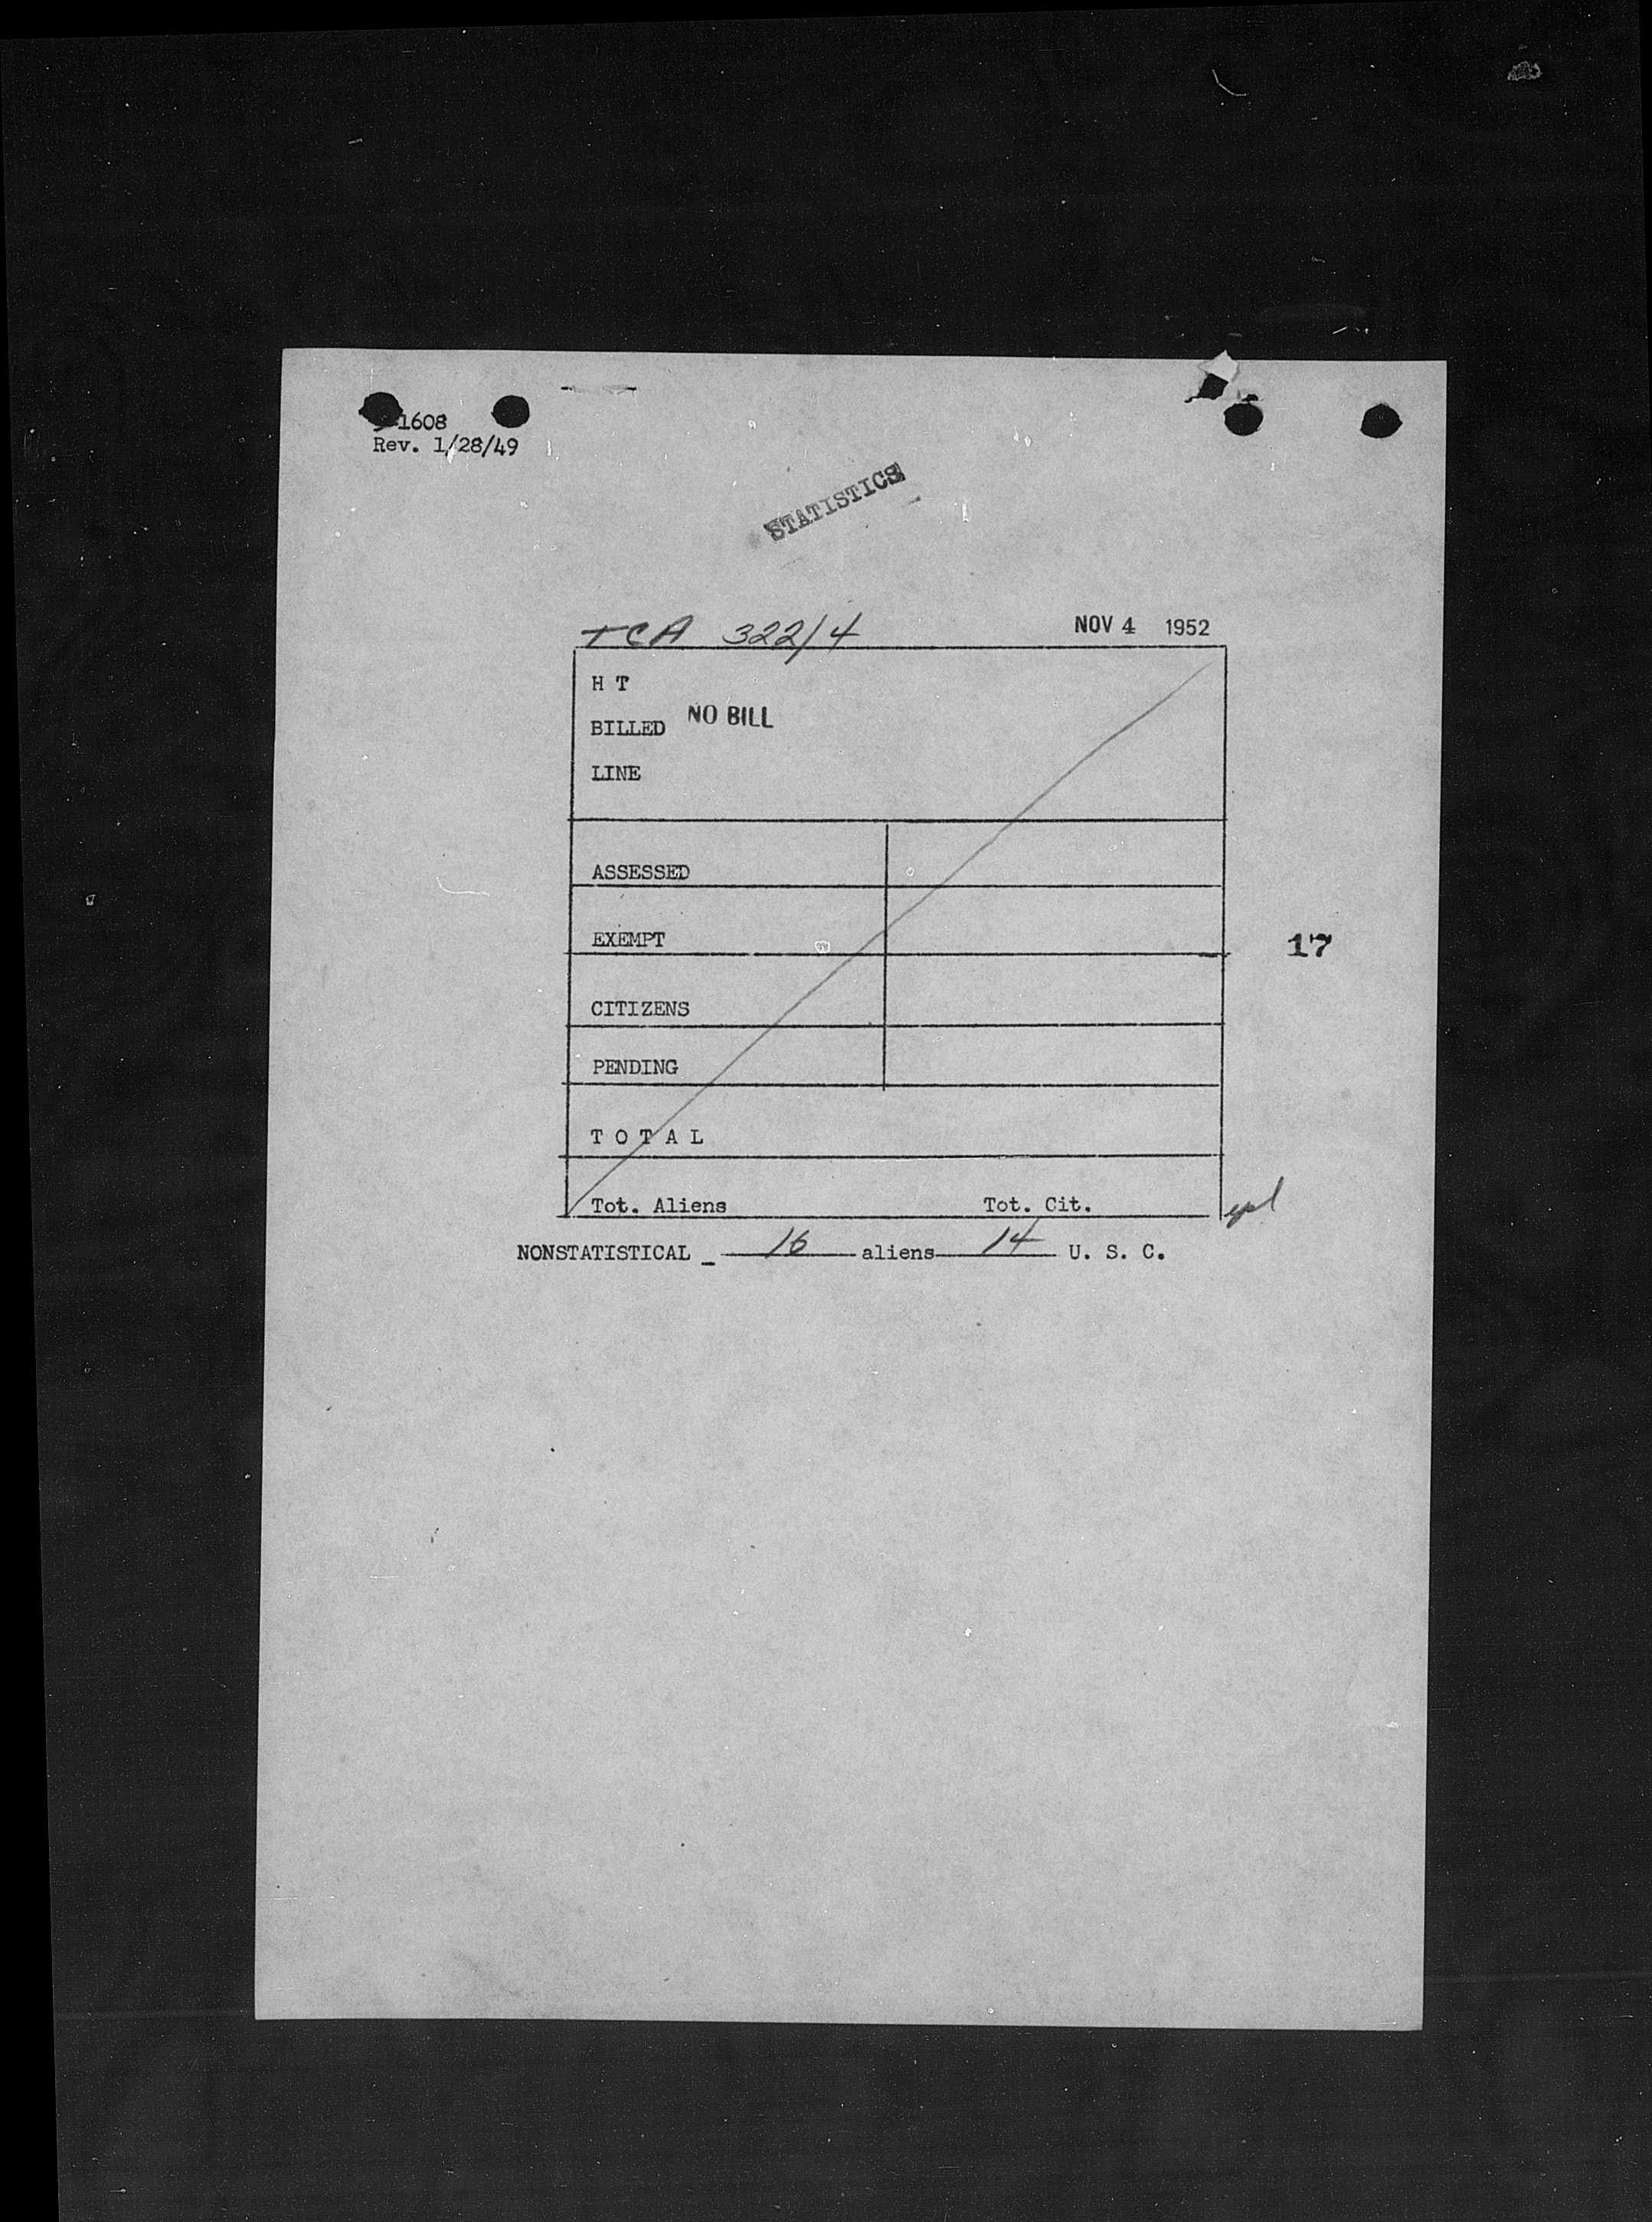 -1608
Rev. 1/28/49
STATISTICS
TCA 322/4 NOV 4 1952
H T
BILLED NO BILL
LINE
ASSESSED
EXEMPT
17
CITIZENS
PENDING
T O T A L
Tot. Aliens Tot. Cit.
NONSTATISTICAL 16 aliens 14 U. S. C.